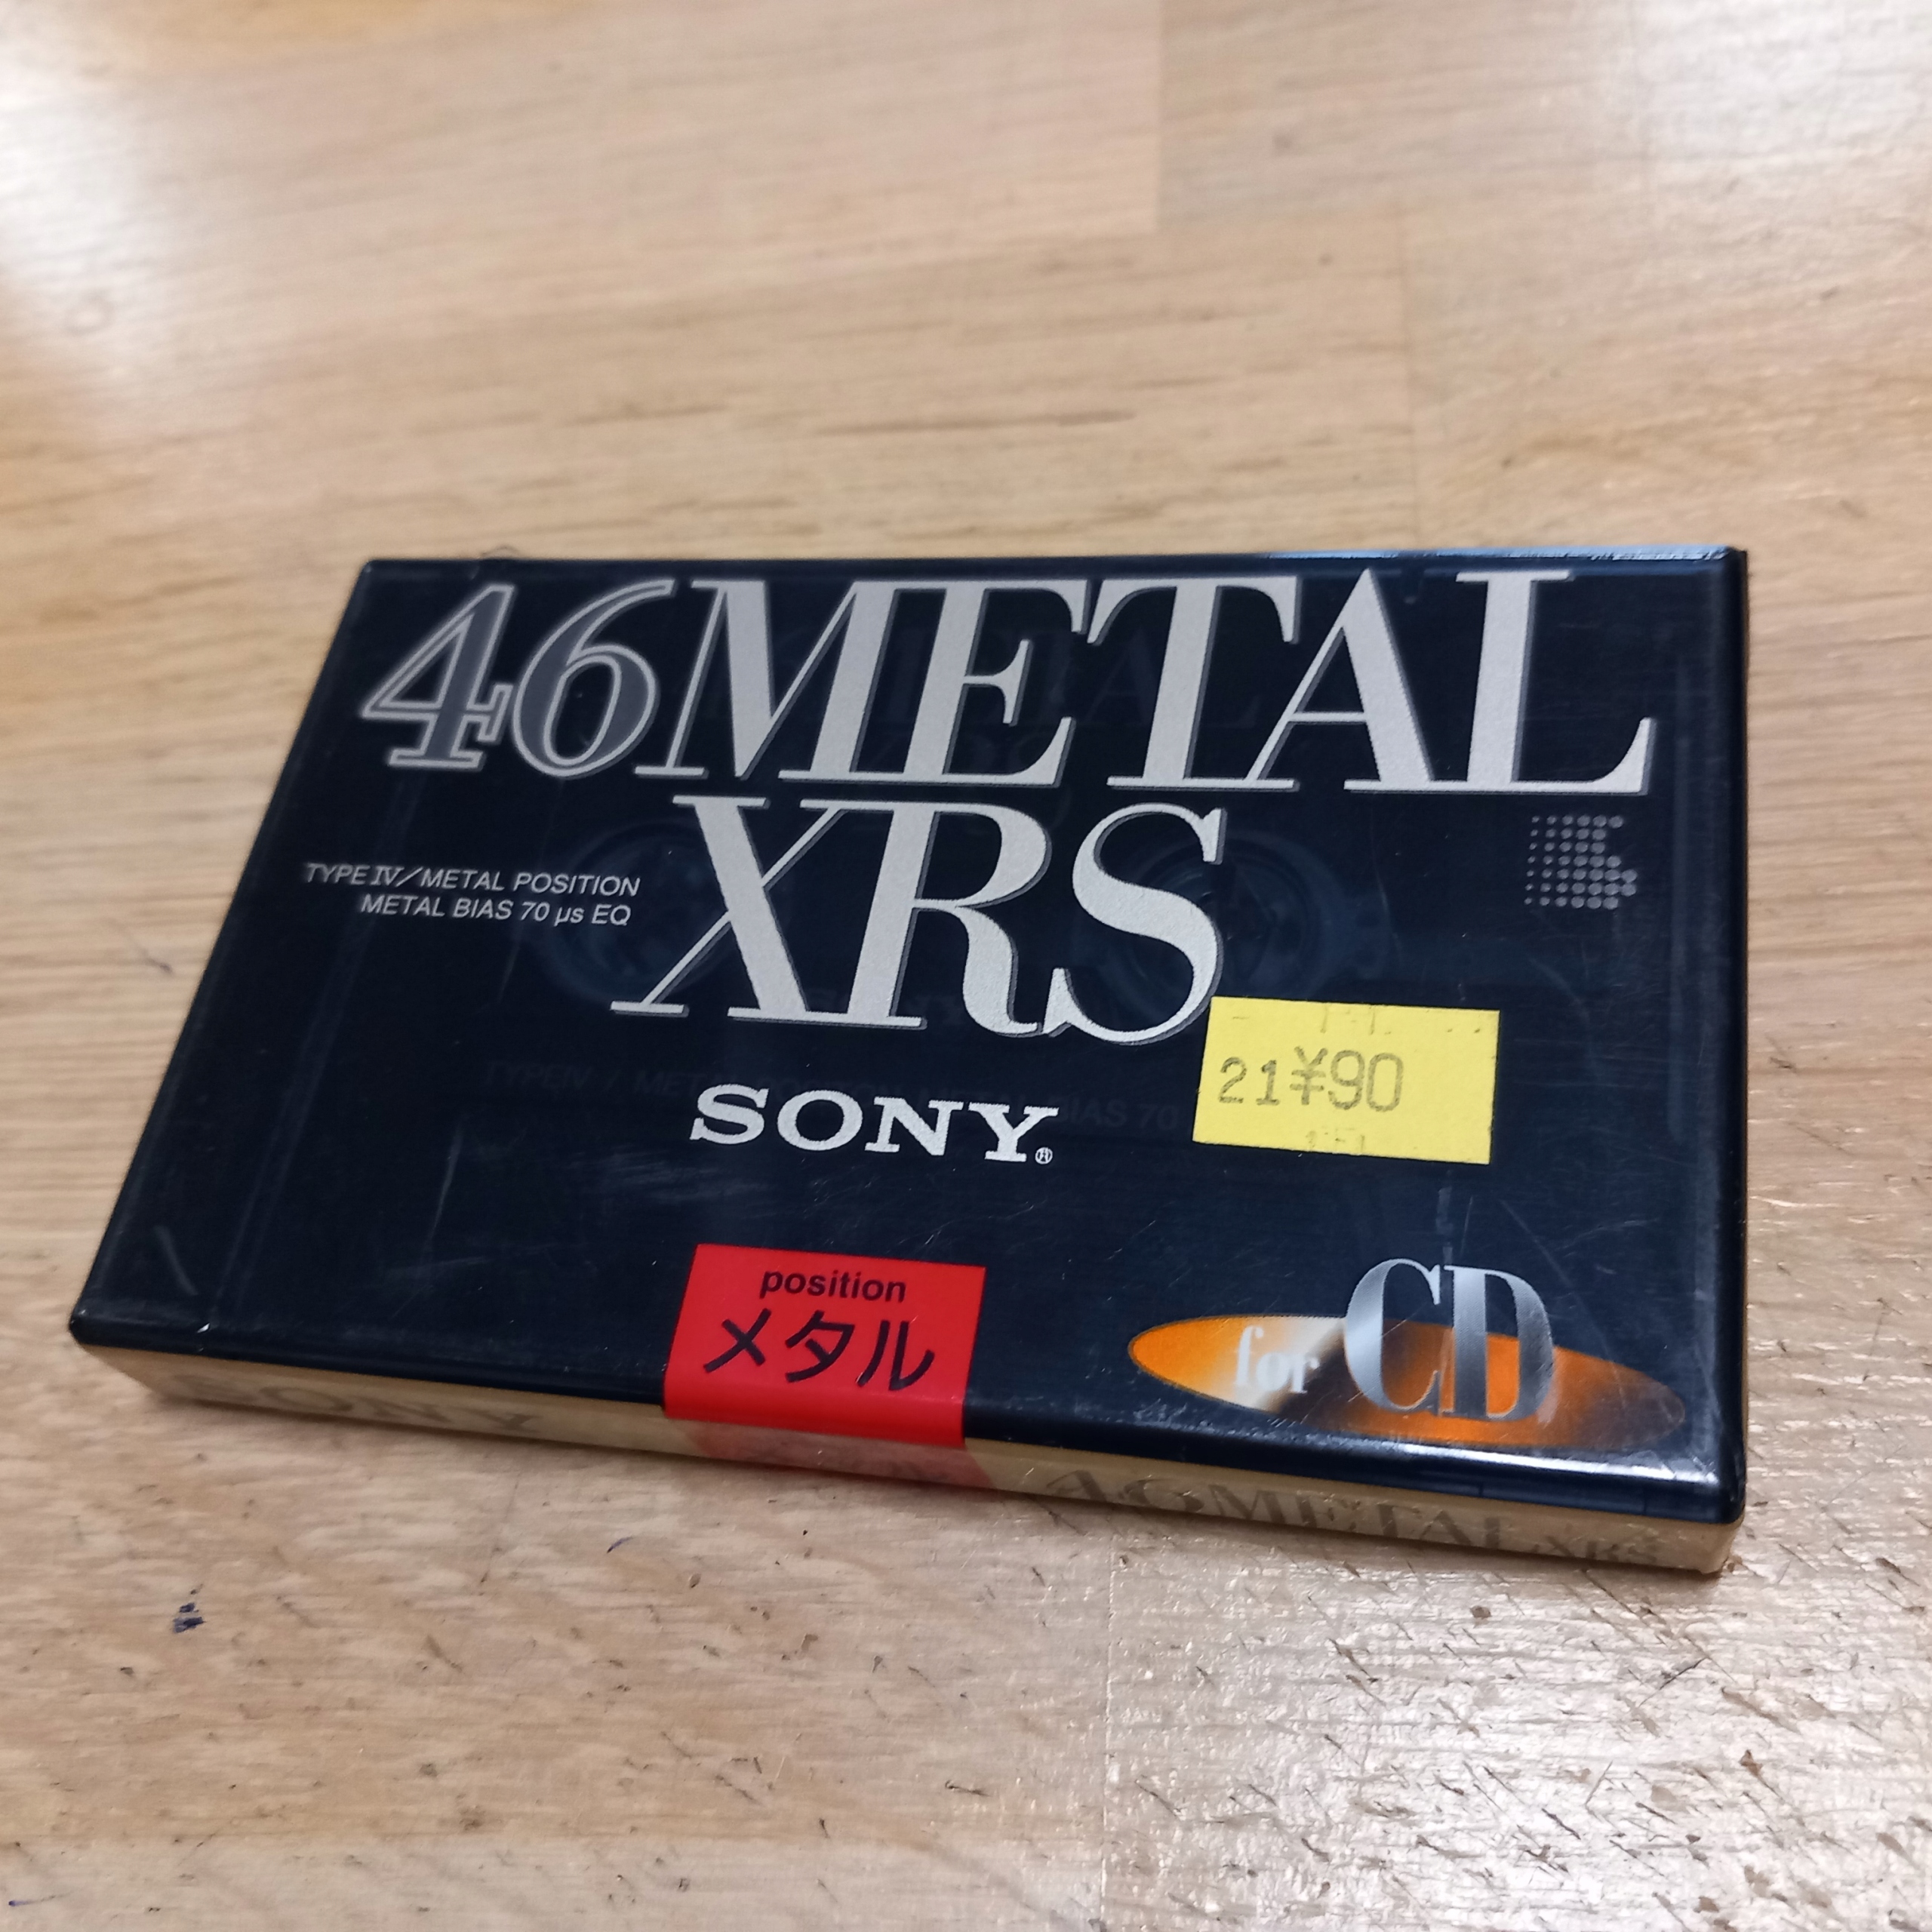 46METAL
XRS
TYPE IV/METAL POSITION
METAL BIAS 70 µs EQ
SONY®
21¥90
position
メタル
for CD
SONY
46METAL XRS